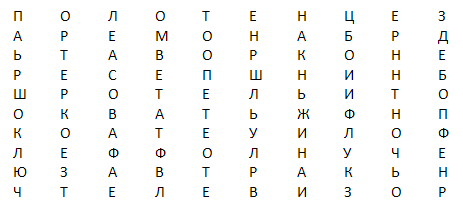 П О Л О Т Е Н Ц Е З
А Р Е М О Н А Б Р Д
Ь Т А В О Р К О Н Е
Р Е С Е П Ш Н И Н Б
Ш Р О Т Е Л Ь И Т О
О К В А Т Ь Ж Ф Н П
К О А Т Е У И Л О Ф
Л Е Ф Ф О Л Н У Ч Е
Ю З А В Т Р А К Ь Н
Ч Т Е Л Е В И З О Р